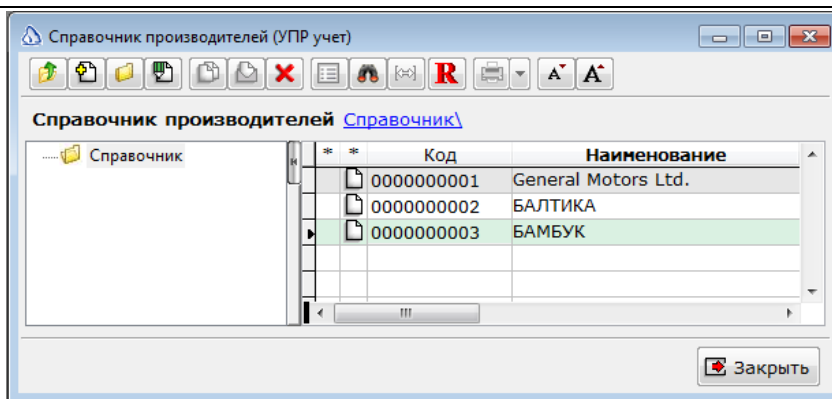 Справочник производителей (УПР учет)
R A A
Справочник производителей Справочник\
Справочник
* * Код Наименование
0000000001 General Motors Ltd.
0000000002 БАЛТИКА
0000000003 БАМБУК
Закрыть